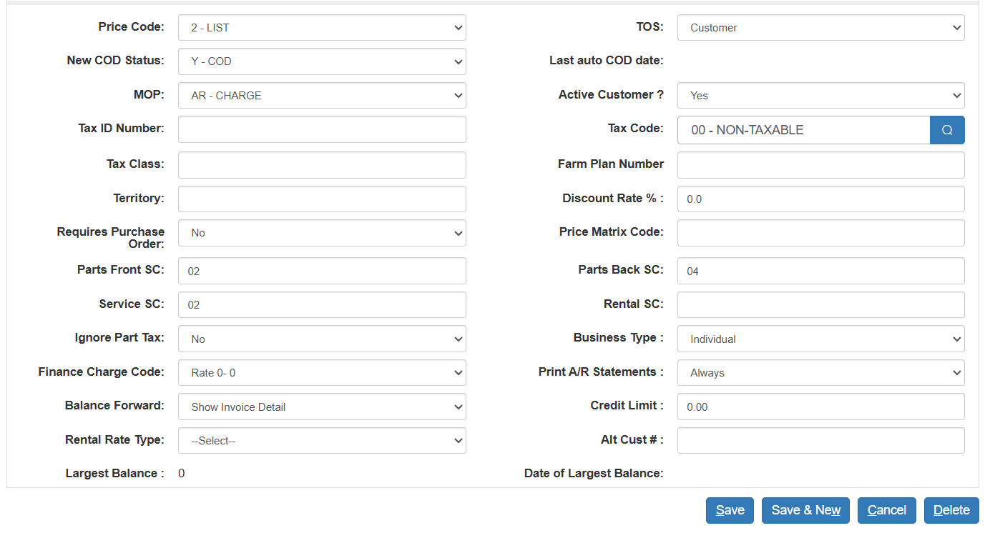 Price Code: 2 - LIST TOS: Customer
New COD Status: Y - COD Last auto COD date:
MOP: AR - CHARGE Active Customer ? Yes
Tax ID Number: Tax Code: 00 - NON-TAXABLE
Tax Class: Farm Plan Number
Territory: Discount Rate % : 0.0
Requires Purchase
Order: No Price Matrix Code:
Parts Front SC: 02 Parts Back SC: 04
Service SC: 02 Rental SC:
Ignore Part Tax: No Business Type : Individual
Finance Charge Code: Rate 0- 0 Print A/R Statements : Always
Balance Forward: Show Invoice Detail Credit Limit : 0.00
Rental Rate Type: --Select-- Alt Cust # :
Largest Balance : 0 Date of Largest Balance:
Save Save & New Cancel Delete